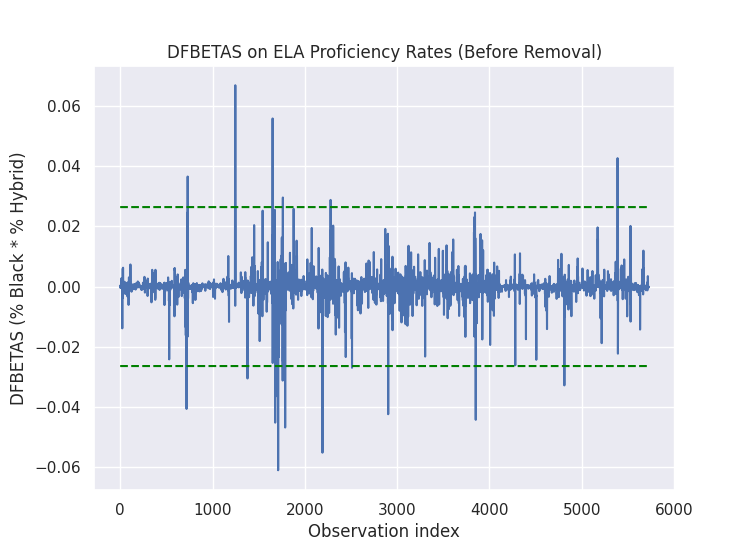 DFBETAS on ELA Proficiency Rates (Before Removal)
DFBETAS (% Black * % Hybrid)
0.06
0.04
0.02
0.00
−0.02
−0.04
−0.06
0 1000 2000 3000 4000 5000 6000
Observation index